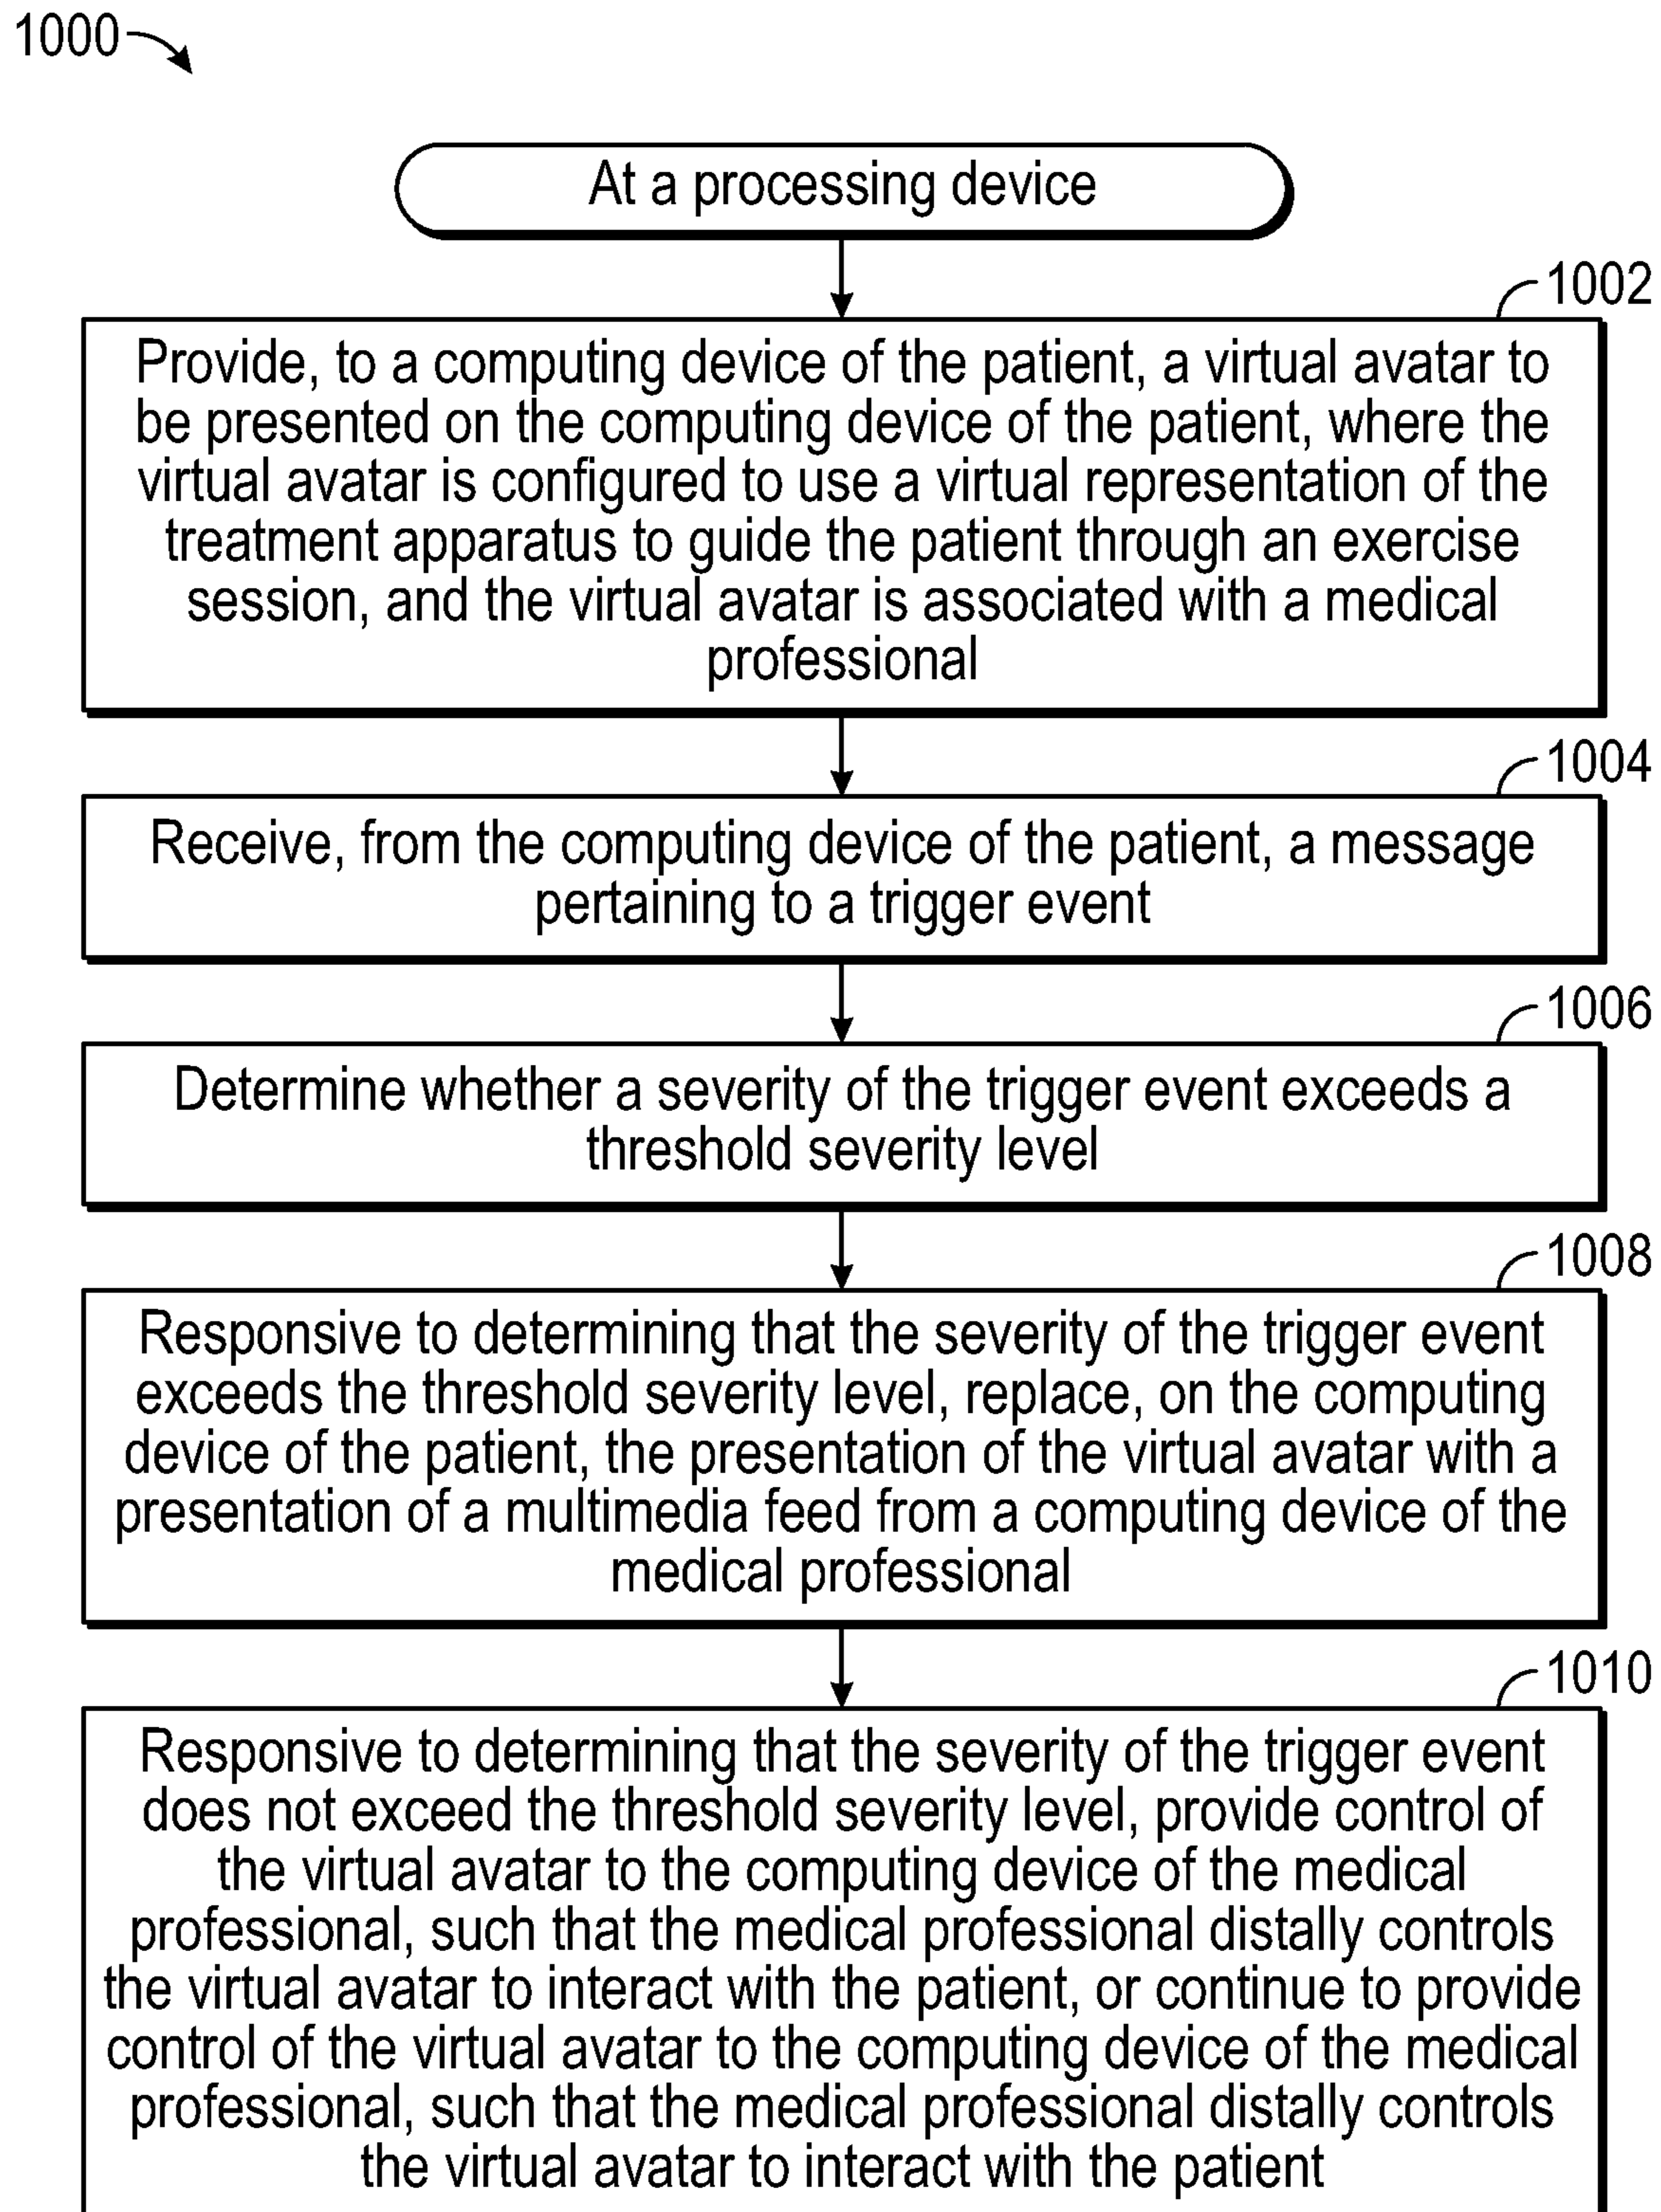 1000
At a processing device
1002
Provide, to a computing device of the patient, a virtual avatar to
be presented on the computing device of the patient, where the
virtual avatar is configured to use a virtual representation of the
treatment apparatus to guide the patient through an exercise
session, and the virtual avatar is associated with a medical
professional
1004
Receive, from the computing device of the patient, a message
pertaining to a trigger event
1006
Determine whether a severity of the trigger event exceeds a
threshold severity level
1008
Responsive to determining that the severity of the trigger event
exceeds the threshold severity level, replace, on the computing
device of the patient, the presentation of the virtual avatar with a
presentation of a multimedia feed from a computing device of the
medical professional
1010
Responsive to determining that the severity of the trigger event
does not exceed the threshold severity level, provide control of
the virtual avatar to the computing device of the medical
professional, such that the medical professional distally controls
the virtual avatar to interact with the patient, or continue to provide
control of the virtual avatar to the computing device of the medical
professional, such that the medical professional distally controls
the virtual avatar to interact with the patient